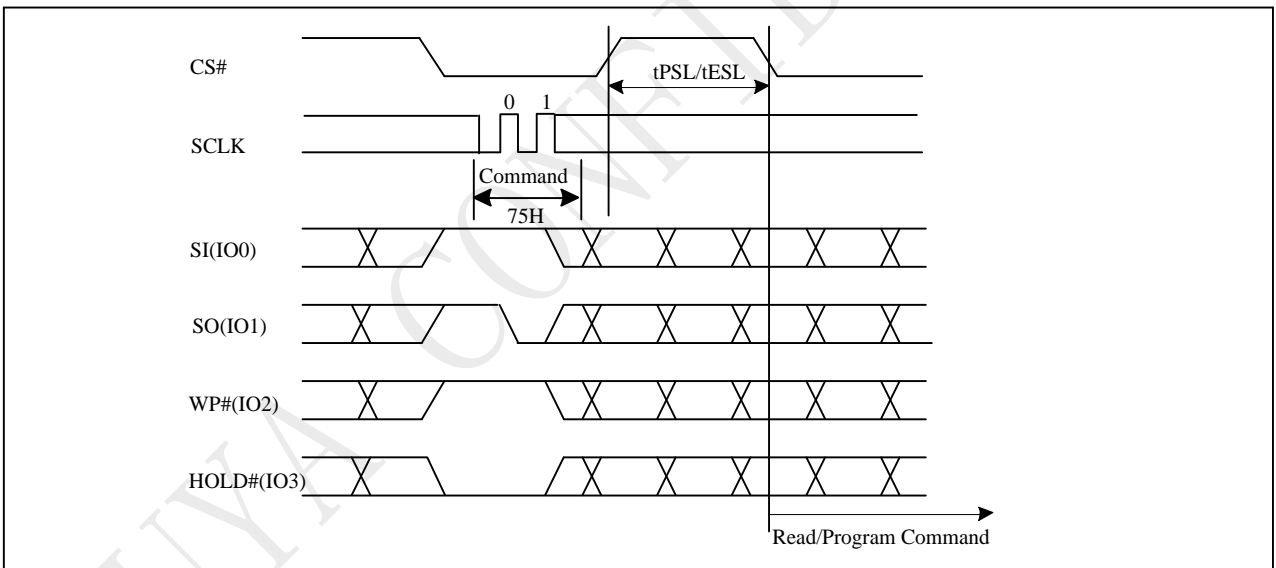 CS#
tPSL/tESL
0 1
SCLK
Command
75H
SI(IO0)
SO(IO1)
WP#(IO2)
HOLD#(IO3)
Read/Program Command